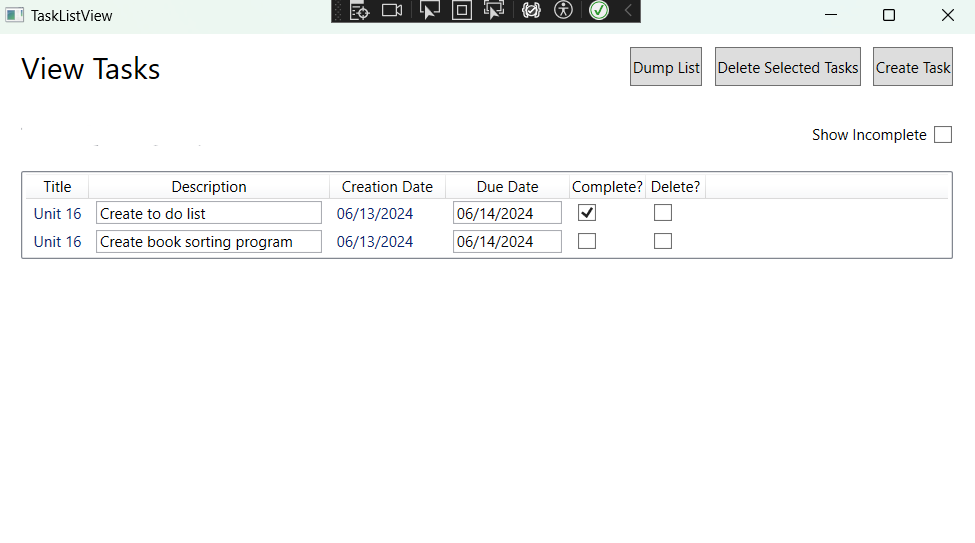 TaskListView
View Tasks
Dump List Delete Selected Tasks Create Task
Show Incomplete
Title Description Creation Date Due Date Complete? Delete?
Unit 16 Create to do list 06/13/2024 06/14/2024
Unit 16 Create book sorting program 06/13/2024 06/14/2024